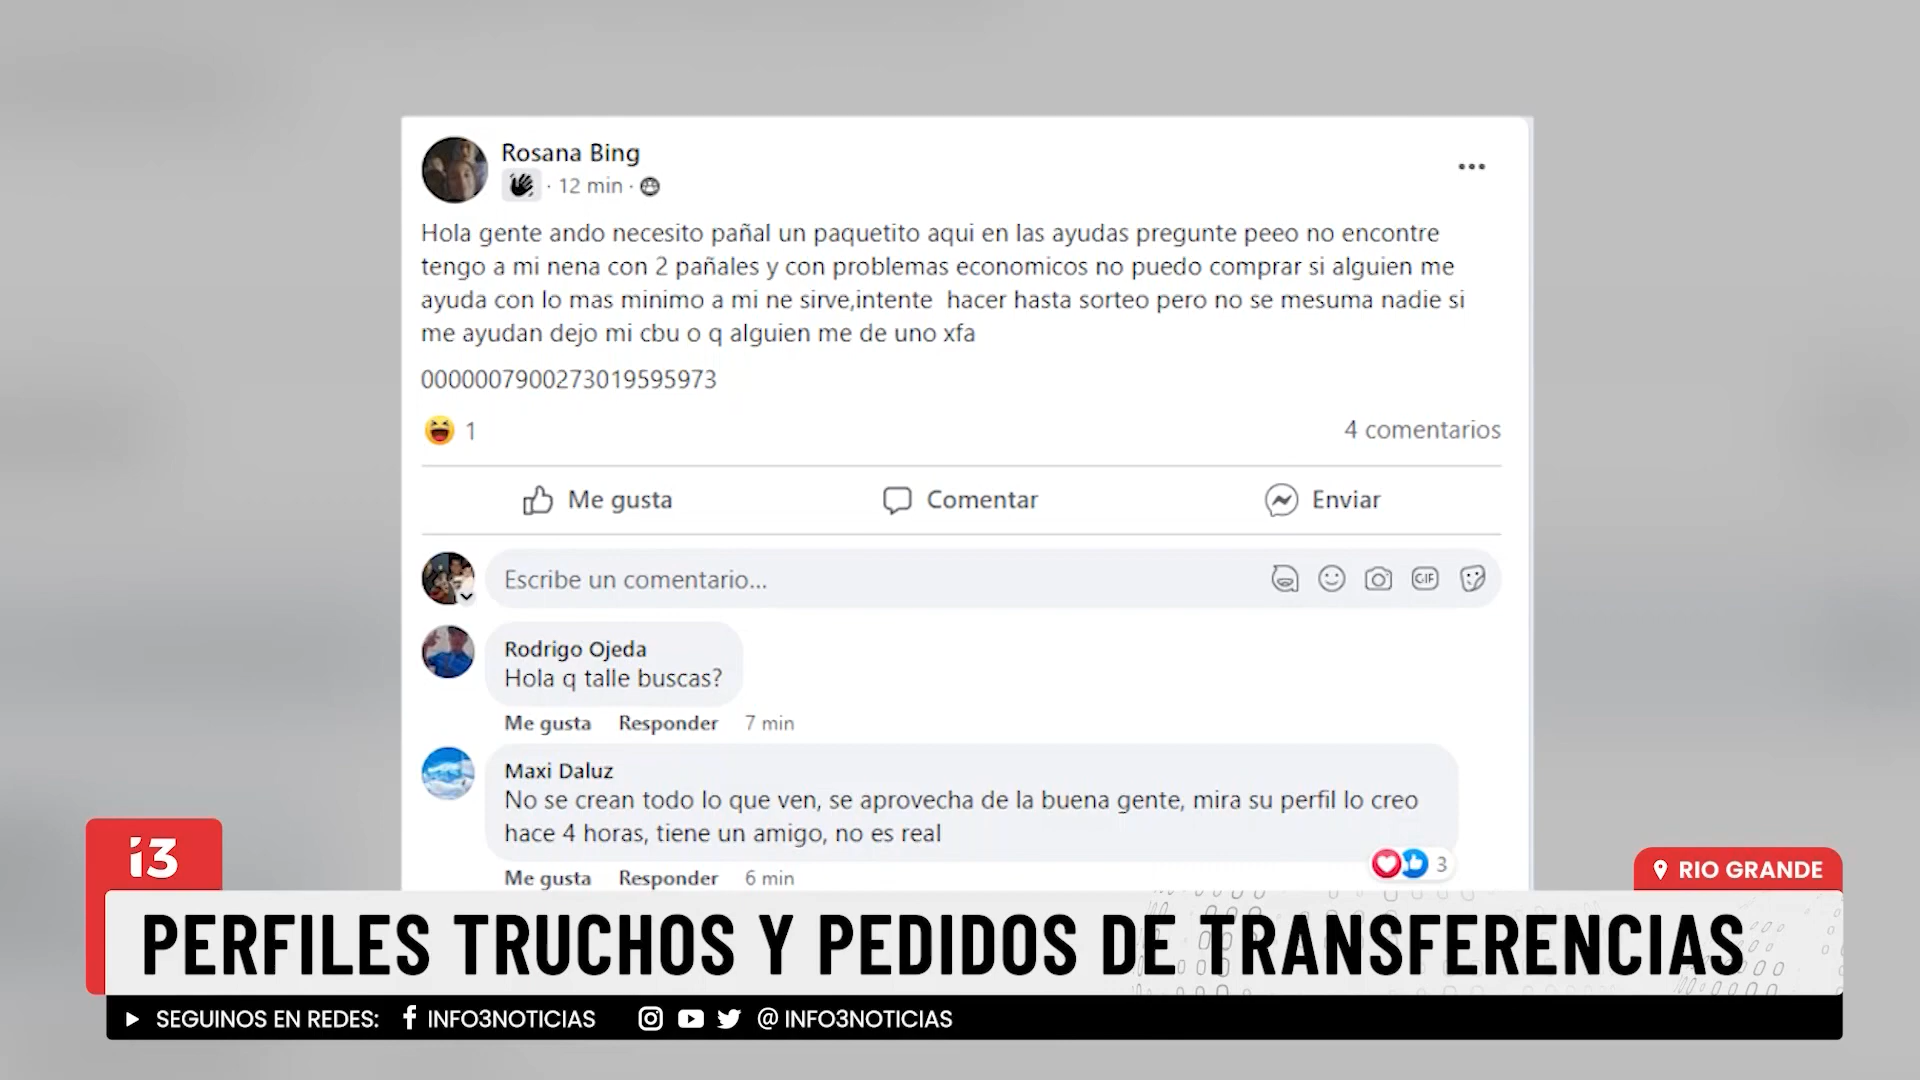 Rosana Bing
· 12 min ·
Hola gente ando necesito pañal un paquetito aqui en las ayudas pregunte peeo no encontre
tengo a mi nena con 2 pañales y con problemas economicos no puedo comprar si alguien me
ayuda con lo mas minimo a mi ne sirve,intente hacer hasta sorteo pero no se mesuma nadie si
me ayudan dejo mi cbu o q alguien me de uno xfa
0000007900273019595973
1
4 comentarios
Me gusta
Comentar
Enviar
Escribe un comentario...
GIF
Rodrigo Ojeda
Hola q talle buscas?
Me gusta Responder 7 min
Maxi Daluz
No se crean todo lo que ven, se aprovecha de la buena gente, mira su perfil lo creo
hace 4 horas, tiene un amigo, no es real
3
Me gusta Responder 6 min
i3
RIO GRANDE
PERFILES TRUCHOS Y PEDIDOS DE TRANSFERENCIAS
SEGUINOS EN REDES: INFO3NOTICIAS @INFO3NOTICIAS